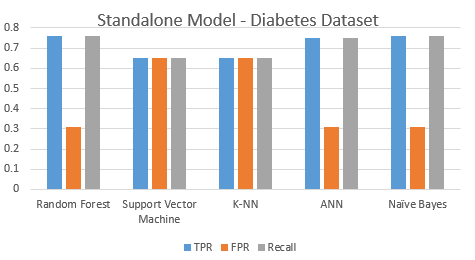 Standalone Model - Diabetes Dataset
0.8
0.7
0.6
0.5
0.4
0.3
0.2
0.1
0
Random Forest
Support Vector
Machine
K-NN
ANN
Naïve Bayes
TPR
FPR
Recall